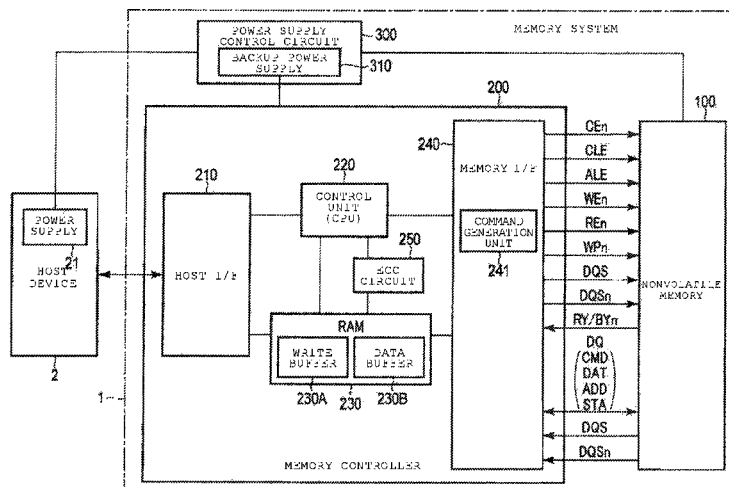 POWER SUPPLY
CONTROL CIRCUIT
300
BACKUP POWER
SUPPLY
310
MEMORY SYSTEM
200
100
240
MEMORY I/F
210
220
CONTROL
UNIT
(CPU)
250
ECC
CIRCUIT
COMMAND
GENERATION
UNIT
241
POWER
SUPPLY
21
HOST
DEVICE
2
HOST I/F
RAM
WRITE
BUFFER
DATA
BUFFER
230A
230
230B
1
MEMORY CONTROLLER
CEn
CLE
ALE
WEn
REn
WPn
DQS
DQSn
RY/BYn
DQ
CMD
DAT
ADD
STA
DQS
DQSn
NONVOLATILE
MEMORY